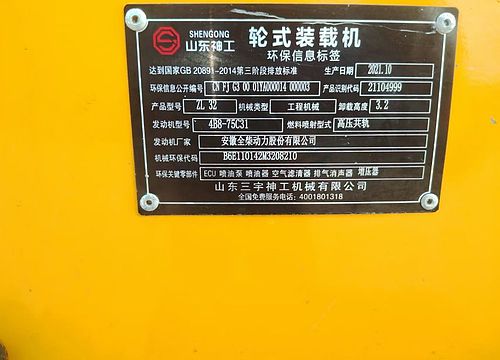 SHENGONG
山东神工
轮式装载机
环保信息标签
达到国家GB 20891-2014第三阶段排放标准 生产日期 2021.10
环保信息公开编号 CN FJ G3 00 01YA000014 000003 产品识别代码 21104999
产品型号 ZL 32 机械类型 工程机械 卸载高度 3.2
发动机型号 4B8-75C31 燃料喷射型式 高压共轨
发动机厂家 安徽全柴动力股份有限公司
机械环保代码 B6E110142M3208210
环保关键零部件 ECU 喷油泵 喷油器 空气滤清器 排气消声器 增压器
山东三宇神工机械有限公司
全国免费服务电话：4001801318